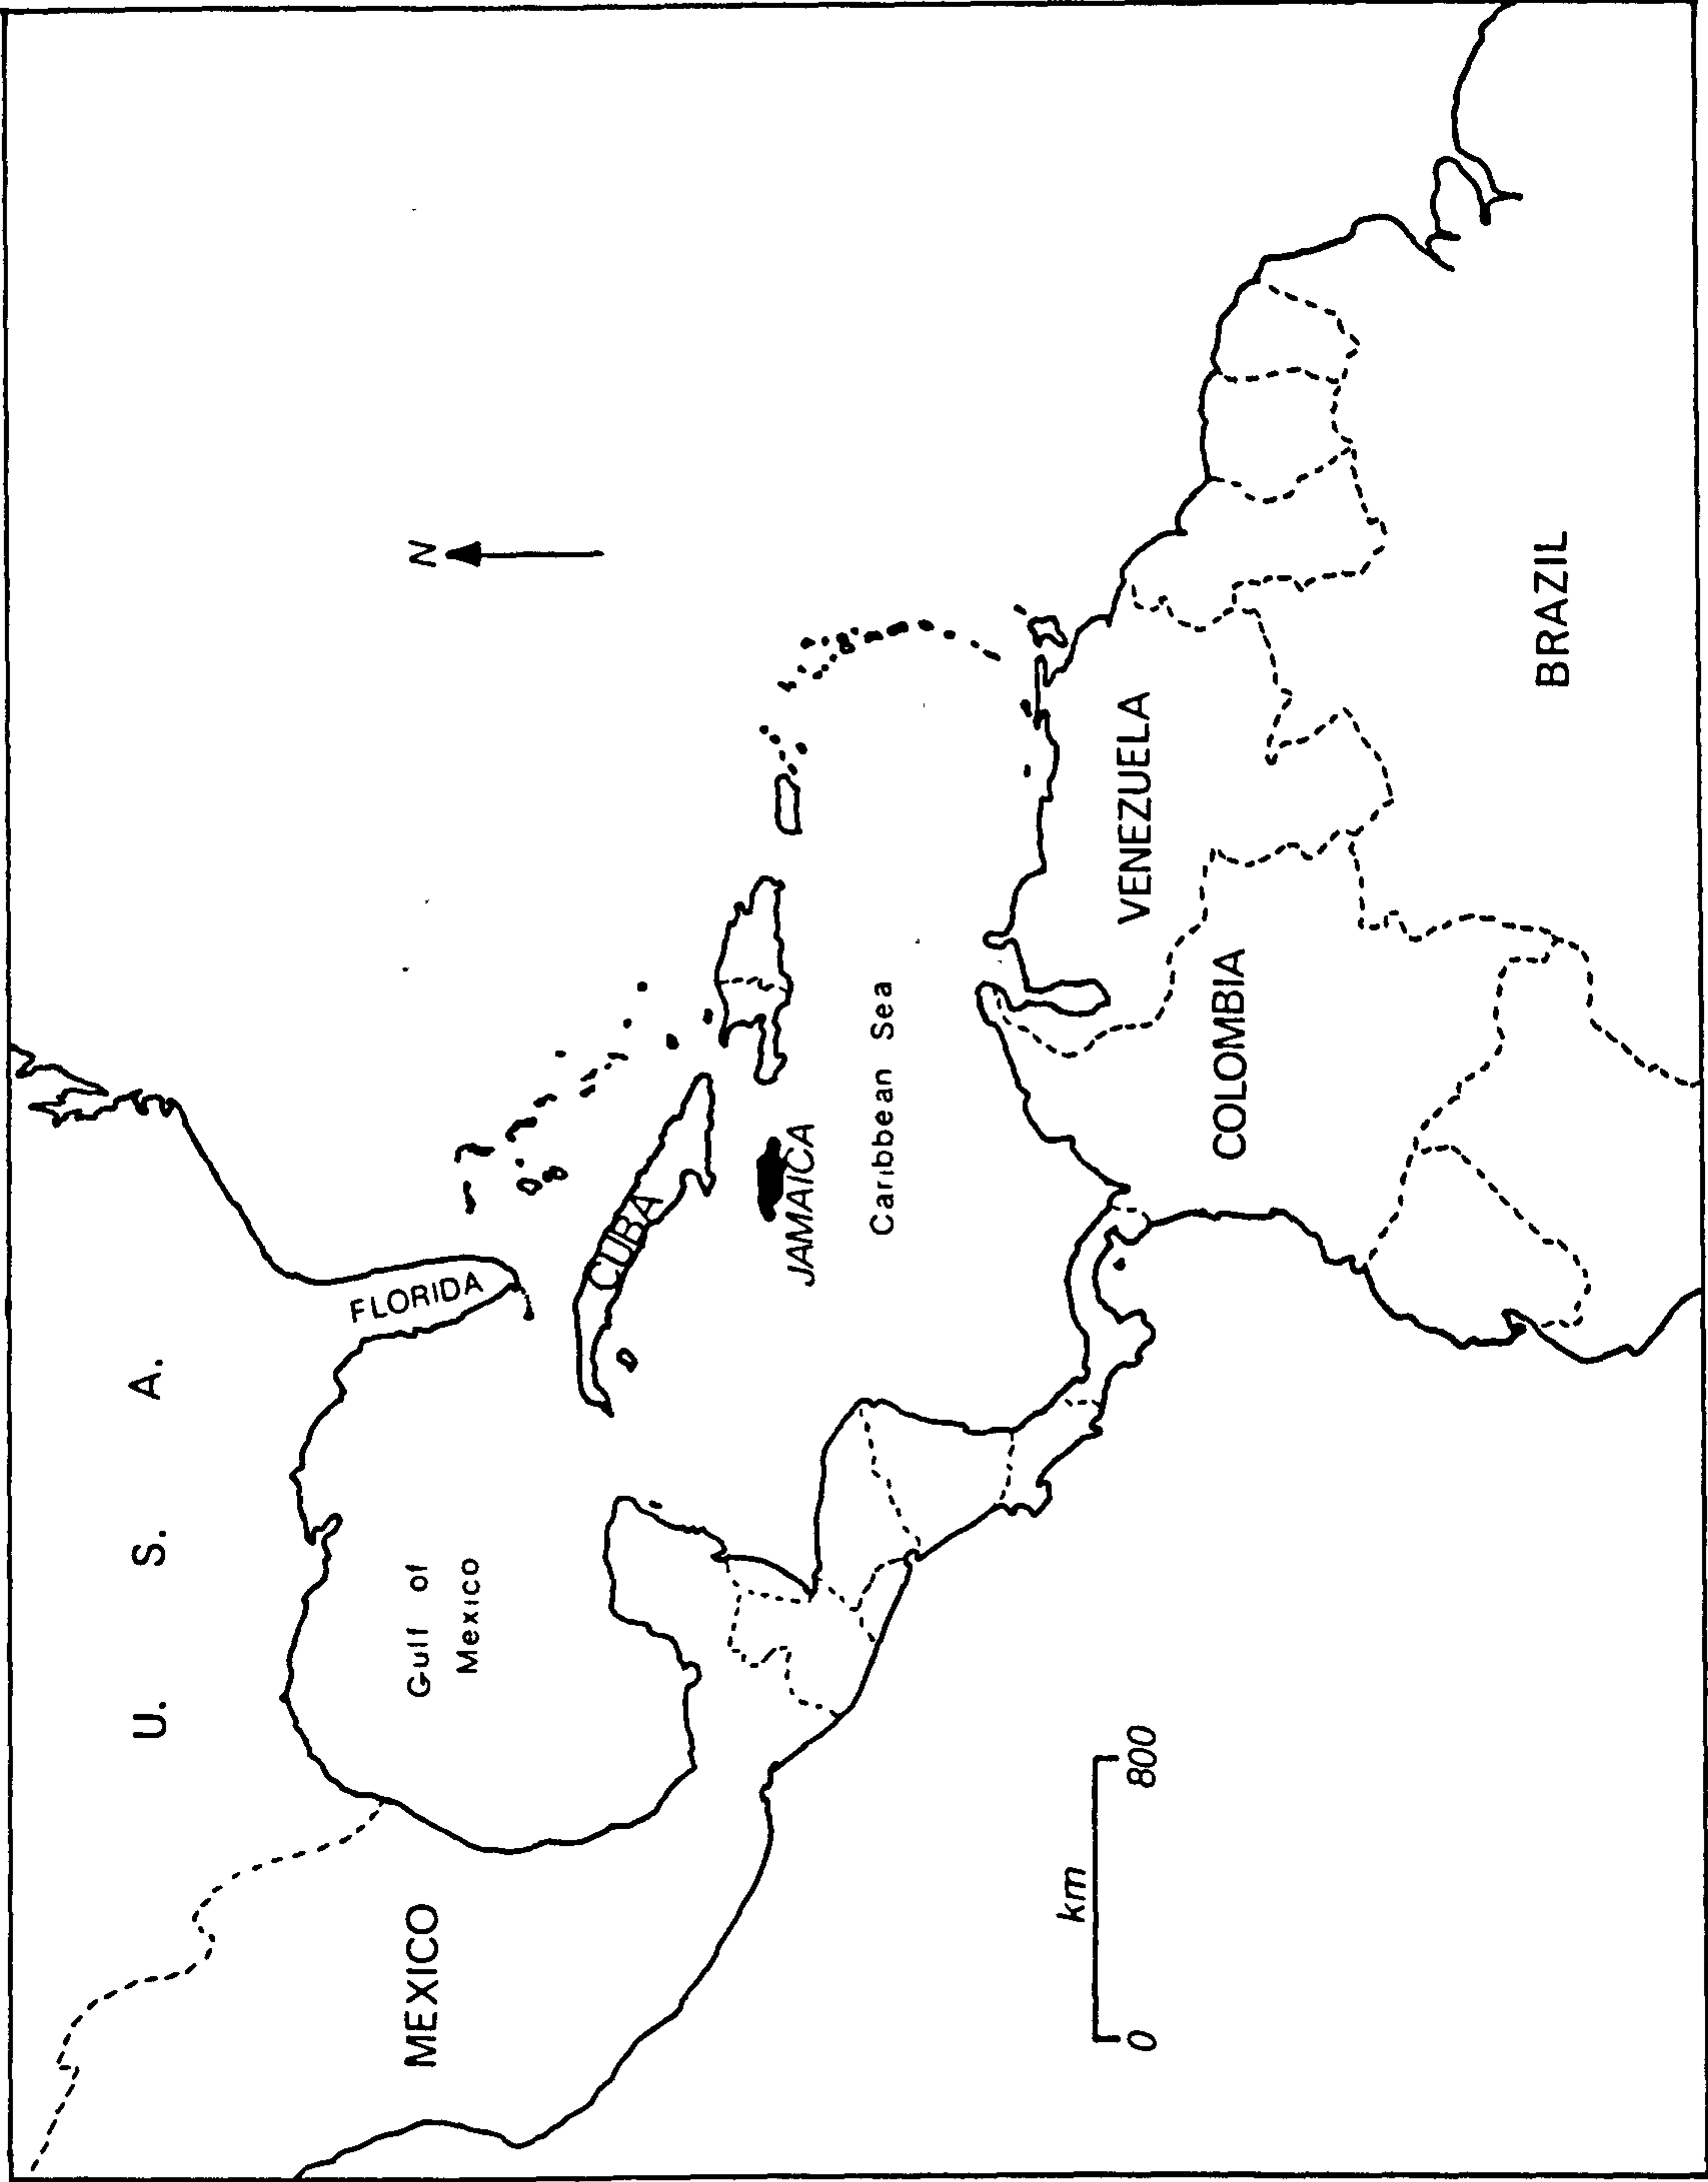 U. S. A.
N
FLORIDA
MEXICO
Gulf of
Mexico
CUBA
JAMAICA
Caribbean Sea
km
0 800
VENEZUELA
COLOMBIA
BRAZIL